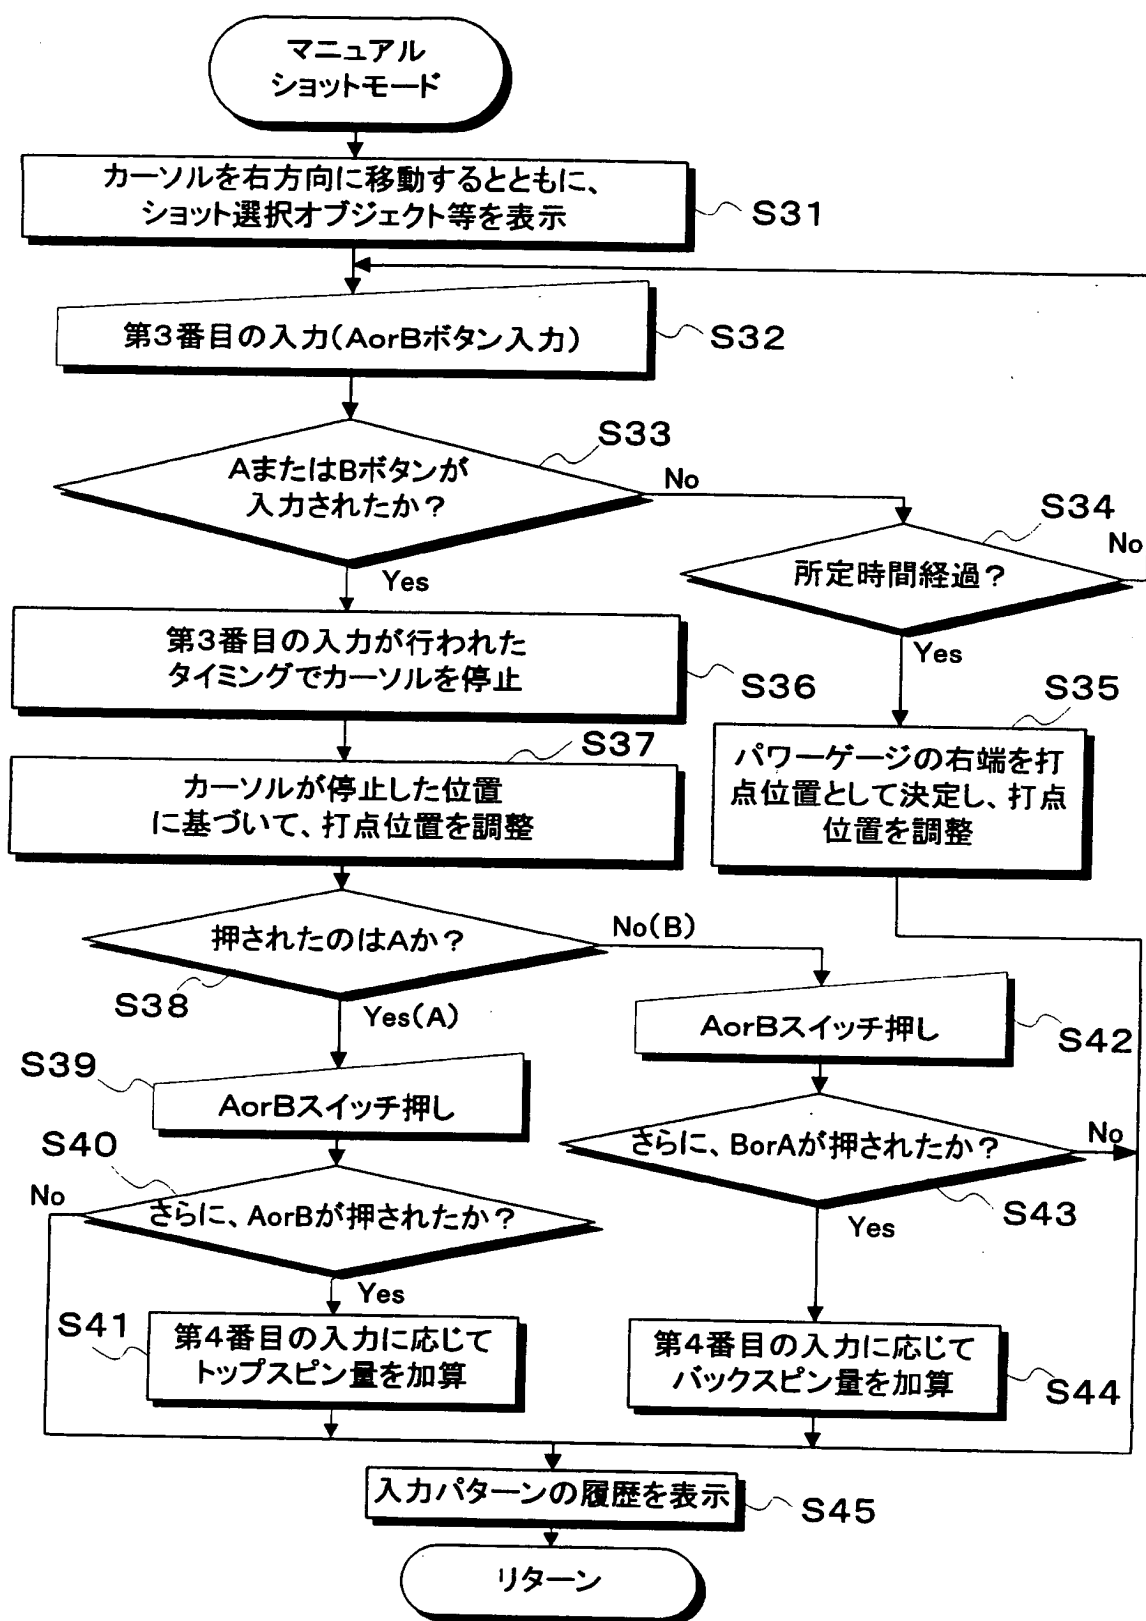 マニュアル
ショットモード
カーソルを右方向に移動するとともに、
ショット選択オブジェクト等を表示
S31
第3番目の入力(AorBボタン入力)
S32
S33
AまたはBボタンが
入力されたか?
No
Yes
S34
所定時間経過?
No
Yes
第3番目の入力が行われた
タイミングでカーソルを停止
S36
S35
パワーゲージの右端を打
点位置として決定し、打点
位置を調整
S37
カーソルが停止した位置
に基づいて、打点位置を調整
押されたのはAか?
No(B)
S38
Yes(A)
AorBスイッチ押し
S42
S39
AorBスイッチ押し
さらに、BorAが押されたか?
No
S43
Yes
S40
No
さらに、AorBが押されたか?
Yes
S41
第4番目の入力に応じて
トップスピン量を加算
第4番目の入力に応じて
バックスピン量を加算
S44
入力パターンの履歴を表示
S45
リターン